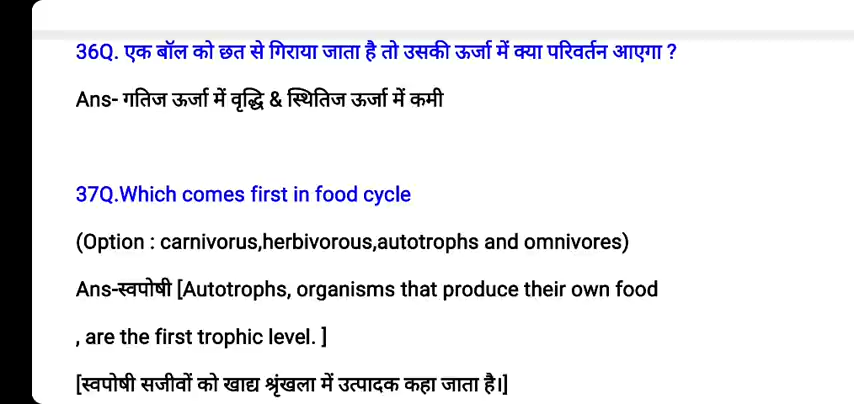 36Q. एक बॉल को छत से गिराया जाता है तो उसकी ऊर्जा में क्या परिवर्तन आएगा ?
Ans- गतिज ऊर्जा में वृद्धि & स्थितिज ऊर्जा में कमी
37Q.Which comes first in food cycle
(Option : carnivorus,herbivorous,autotrophs and omnivores)
Ans-स्वपोषी [Autotrophs, organisms that produce their own food
, are the first trophic level. ]
[स्वपोषी सजीवों को खाद्य श्रृंखला में उत्पादक कहा जाता है।]